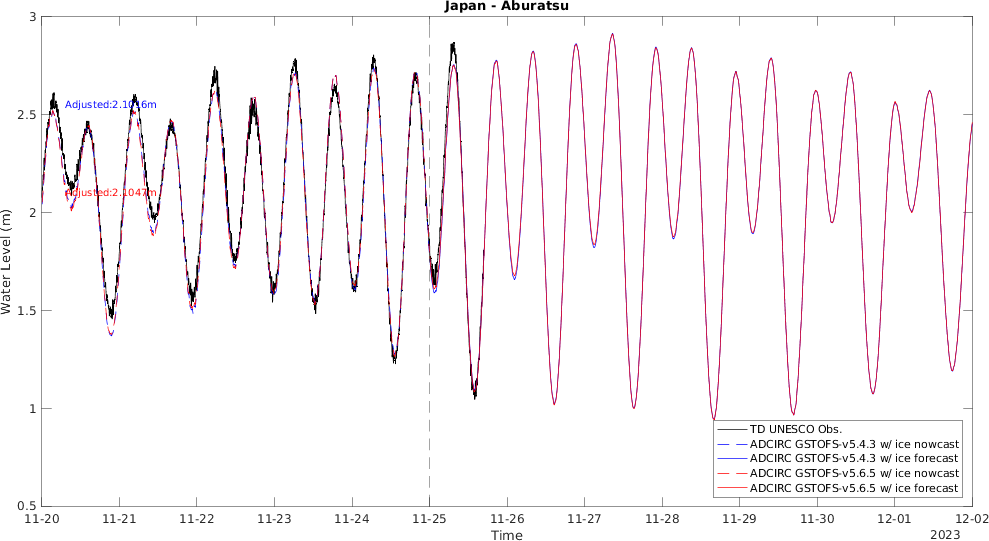 Japan - Aburatsu
3
2.5
2
1.5
1
0.5
Water Level (m)
Adjusted:2.1016m
Adjusted:2.1047m
TD UNESCO Obs.
ADCIRC GSTOFS-v5.4.3 w/ ice nowcast
ADCIRC GSTOFS-v5.4.3 w/ ice forecast
ADCIRC GSTOFS-v5.6.5 w/ ice nowcast
ADCIRC GSTOFS-v5.6.5 w/ ice forecast
11-20 11-21 11-22 11-23 11-24 11-25 11-26 11-27 11-28 11-29 11-30 12-01 12-02
Time
2023